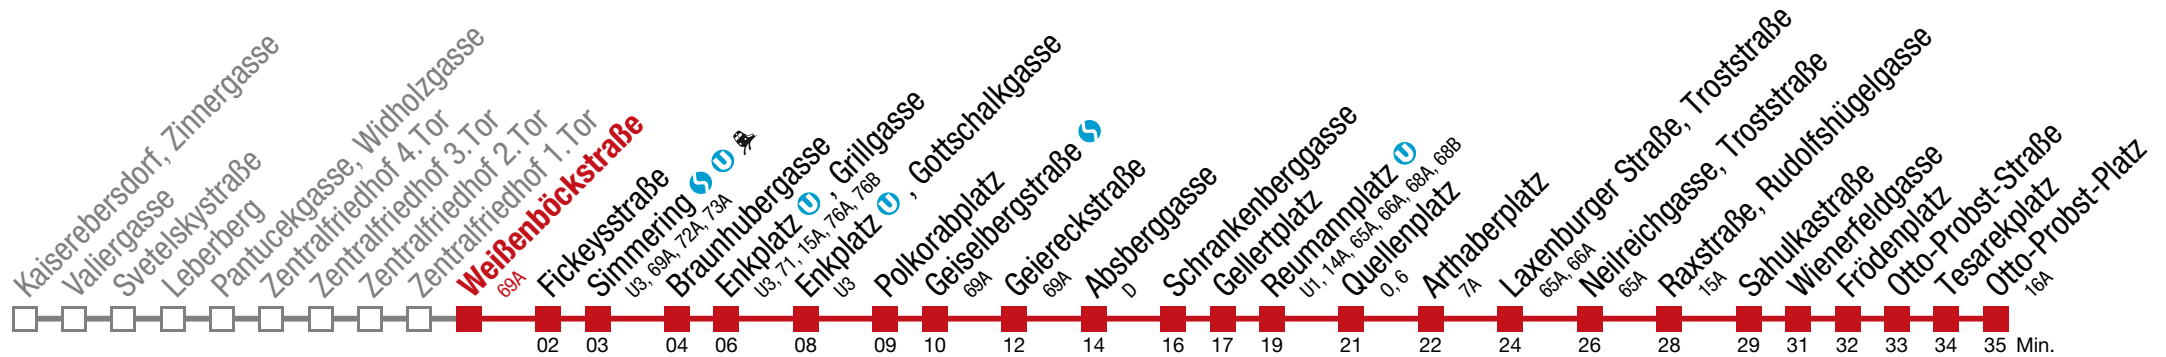 Kaiserebersdorf, Zinnergasse
Valiergasse
Svetelskystraße
Leberberg
Pantucekgasse, Widholzgasse
Zentralfriedhof 4. Tor
Zentralfriedhof 3. Tor
Zentralfriedhof 2. Tor
Zentralfriedhof 1. Tor
Weißenböckstraße
69A
Fickeysstraße
Simmering S U
U3, 69A, 72A, 73A
Braunhubergasse
Enkplatz U , Grillgasse
U3, 71, 15A, 76A, 76B
Enkplatz U , Gottschalkgasse
U3
Polkorabplatz
Geiselbergstraße S
69A
Geiereckstraße
69A
Absberggasse
D
Schrankenberggasse
Gellertplatz
Reumannplatz U
U1, 14A, 65A, 66A, 68A, 68B
Quellenplatz
O, 6
Arthaberplatz
7A
Laxenburger Straße, Troststraße
65A, 66A
Neilreichgasse, Troststraße
65A
Raxstraße, Rudolfshügelgasse
15A
Sahulkastraße
Wienerfeldgasse
Frödenplatz
Otto-Probst-Straße
Tesarekplatz
Otto-Probst-Platz
16A
02 03 04 06 08 09 10 12 14 16 17 19 21 22 24 26 28 29 31 32 33 34 35 Min.